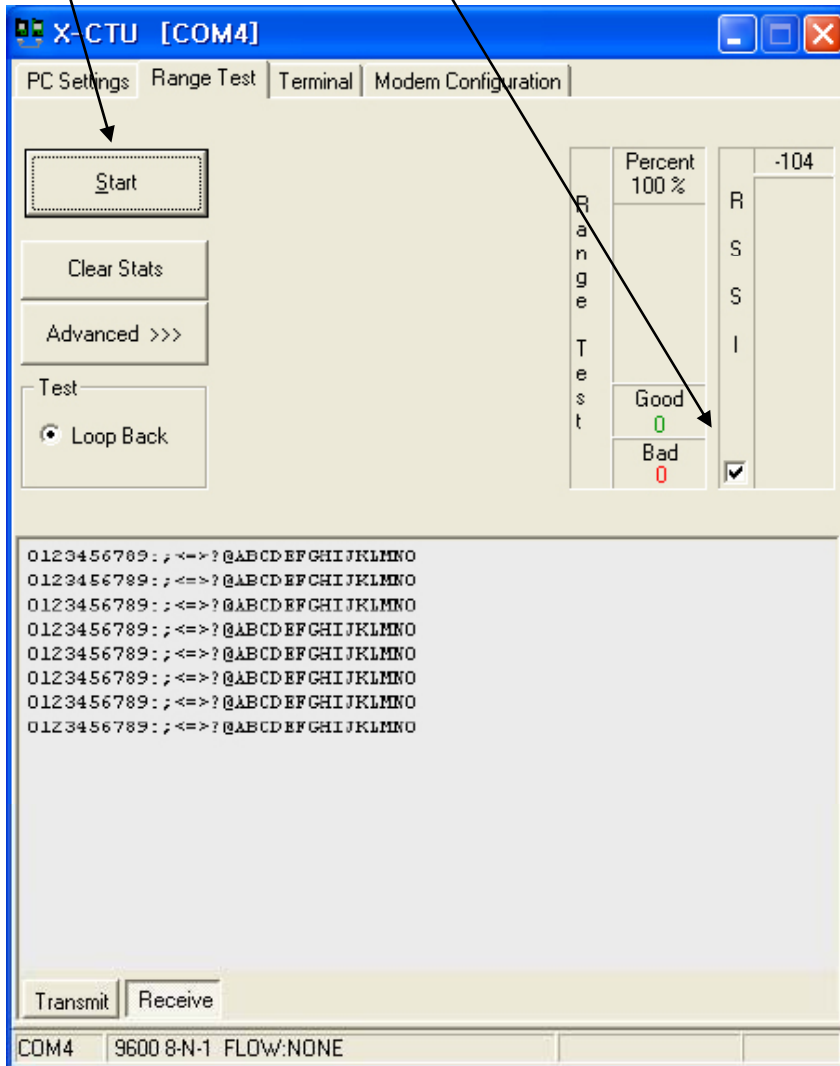 X-CTU [COM4]
PC Settings Range Test Terminal Modem Configuration
Start
Clear Stats
Advanced >>>
Test
Loop Back
Range Test
Percent
100 %
Good
0
Bad
0
RSSI
-104
0123456789:;<=>?@ABCDEFGHIJKLMNO
0123456789:;<=>?@ABCDEFGHIJKLMNO
0123456789:;<=>?@ABCDEFGHIJKLMNO
0123456789:;<=>?@ABCDEFGHIJKLMNO
0123456789:;<=>?@ABCDEFGHIJKLMNO
0123456789:;<=>?@ABCDEFGHIJKLMNO
0123456789:;<=>?@ABCDEFGHIJKLMNO
0123456789:;<=>?@ABCDEFGHIJKLMNO
Transmit Receive
COM4 9600 8-N-1 FLOW:NONE